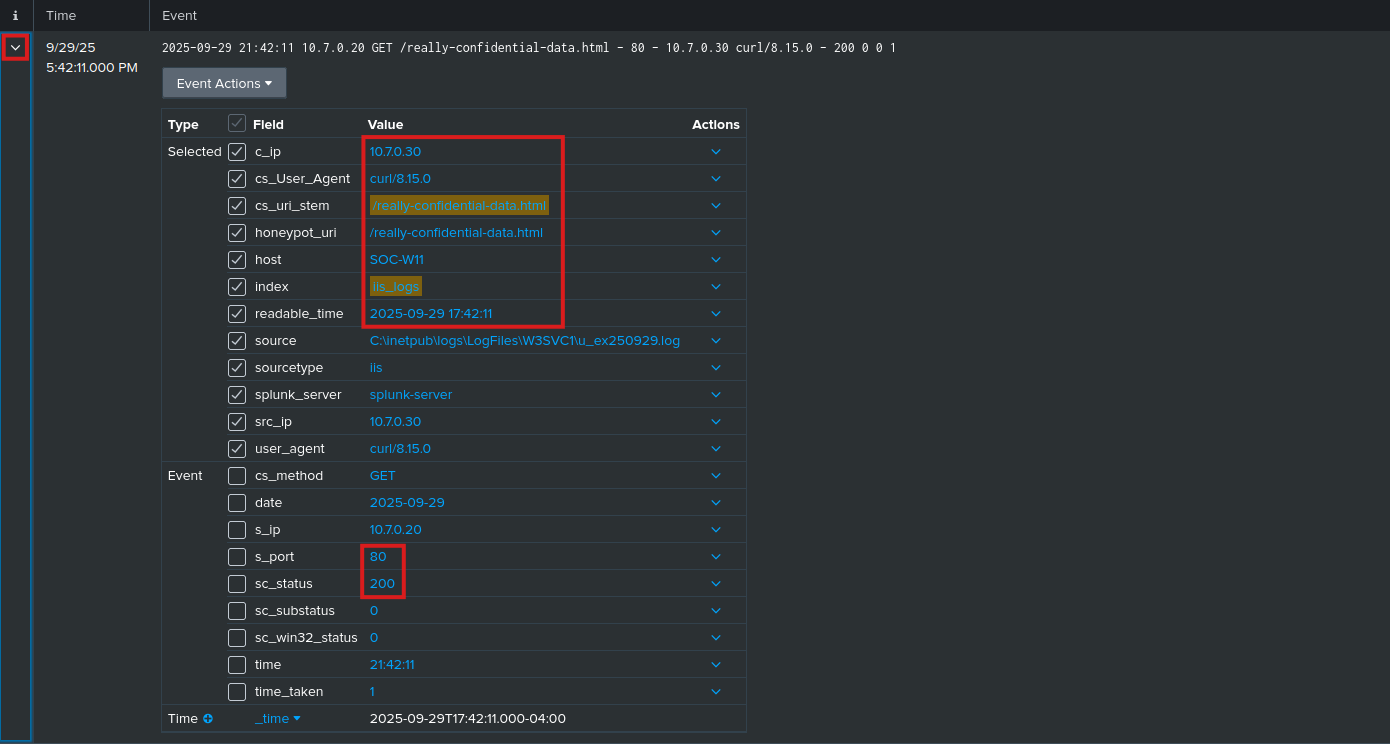 i Time Event
9/29/25 2025-09-29 21:42:11 10.7.0.20 GET /really-confidential-data.html - 80 - 10.7.0.30 curl/8.15.0 - 200 0 0 1
5:42:11.000 PM
Event Actions
Type Field Value Actions
Selected c_ip 10.7.0.30
cs_User_Agent curl/8.15.0
cs_uri_stem /really-confidential-data.html
honeypot_uri /really-confidential-data.html
host SOC-W11
index iis_logs
readable_time 2025-09-29 17:42:11
source C:\inetpub\logs\LogFiles\W3SVC1\u_ex250929.log
sourcetype iis
splunk_server splunk-server
src_ip 10.7.0.30
user_agent curl/8.15.0
Event cs_method GET
date 2025-09-29
s_ip 10.7.0.20
s_port 80
sc_status 200
sc_substatus 0
sc_win32_status 0
time 21:42:11
time_taken 1
Time _time 2025-09-29T17:42:11.000-04:00